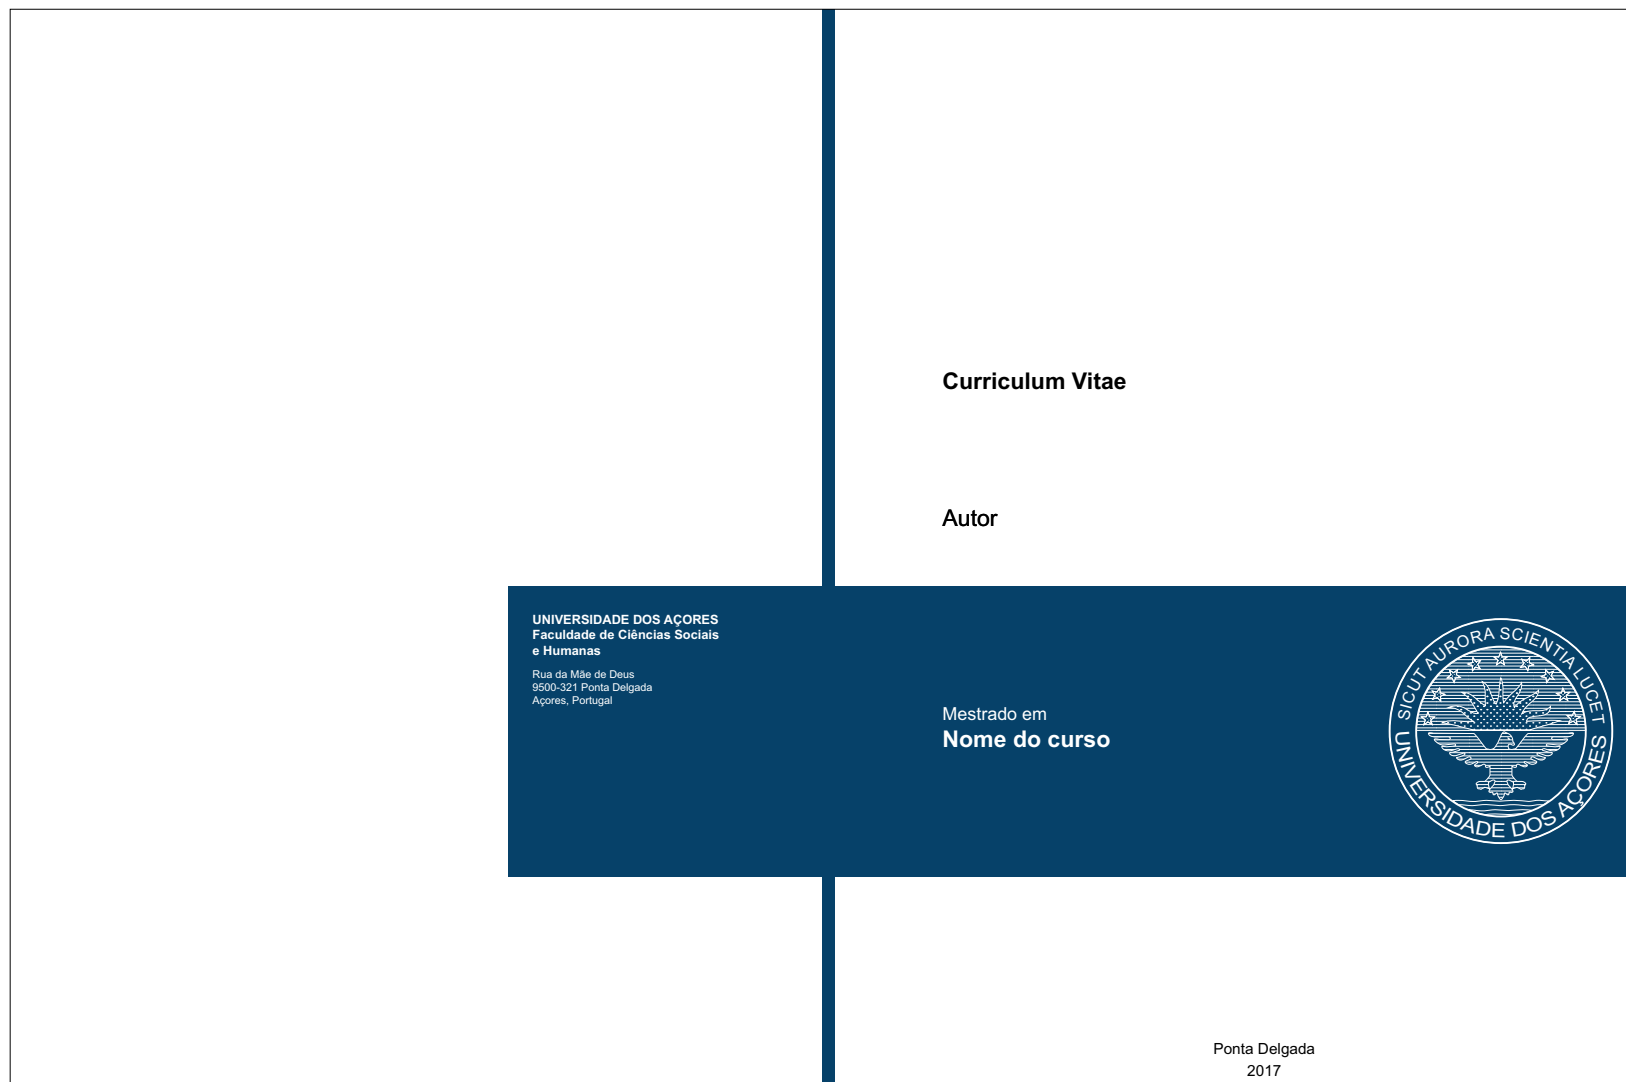 Curriculum Vitae
Autor
UNIVERSIDADE DOS AÇORES
Faculdade de Ciências Sociais
e Humanas
Rua da Mãe de Deus
9500-321 Ponta Delgada
Açores, Portugal
Mestrado em
Nome do curso
SICUT AURORA SCIENTIA LUCET
UNIVERSIDADE DOS AÇORES
Ponta Delgada
2017